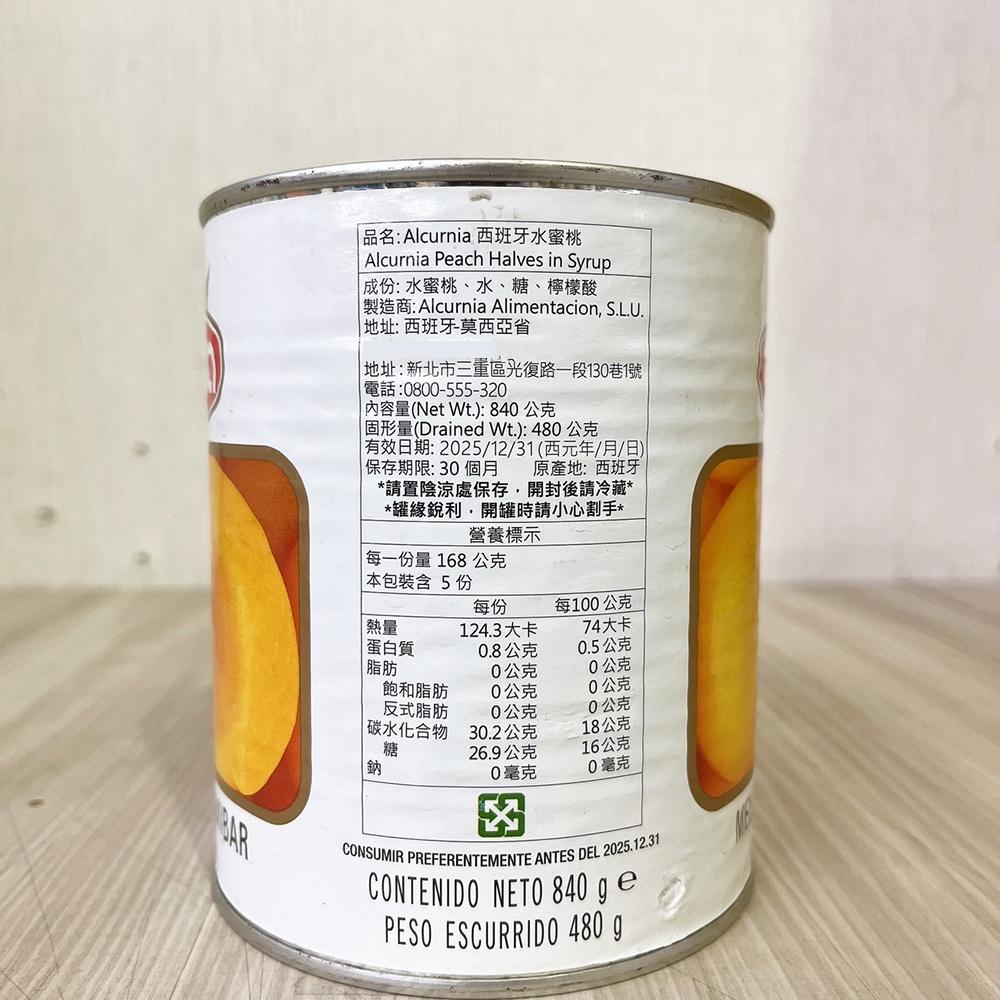 品名: Alcurnia 西班牙水蜜桃
Alcurnia Peach Halves in Syrup
成份: 水蜜桃、水、糖、檸檬酸
製造商: Alcurnia Alimentacion, S.L.U.
地址: 西班牙-莫西亞省
地址: 新北市三重區光復路一段130巷1號
電話: 0800-555-320
內容量(Net Wt.): 840 公克
固形量(Drained Wt.): 480 公克
有效日期: 2025/12/31 (西元年/月/日)
保存期限: 30 個月 原產地: 西班牙
*請置陰涼處保存，開封後請冷藏*
*罐緣銳利，開罐時請小心割手*
營養標示
每一份量 168 公克
本包裝含 5 份
每份 每100 公克
熱量 124.3 大卡 74 大卡
蛋白質 0.8 公克 0.5 公克
脂肪 0 公克 0 公克
飽和脂肪 0 公克 0 公克
反式脂肪 0 公克 0 公克
碳水化合物 30.2 公克 18 公克
糖 26.9 公克 16 公克
鈉 0 毫克 0 毫克
CONSUMIR PREFERENTEMENTE ANTES DEL 2025.12.31
CONTENIDO NETO 840 g e
PESO ESCURRIDO 480 g